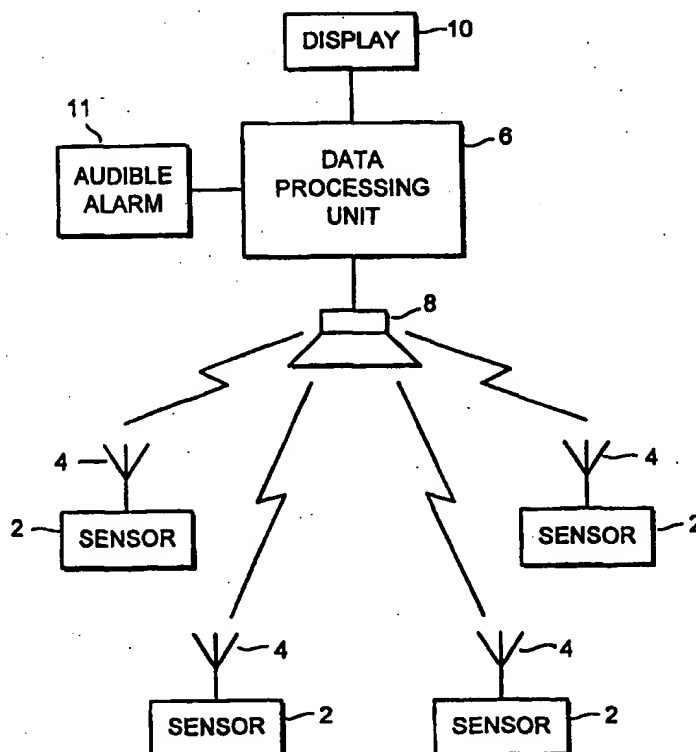 DISPLAY
10
11
6
AUDIBLE
ALARM
DATA
PROCESSING
UNIT
8
4
4
2
SENSOR
SENSOR
2
4
4
SENSOR
2
SENSOR
2